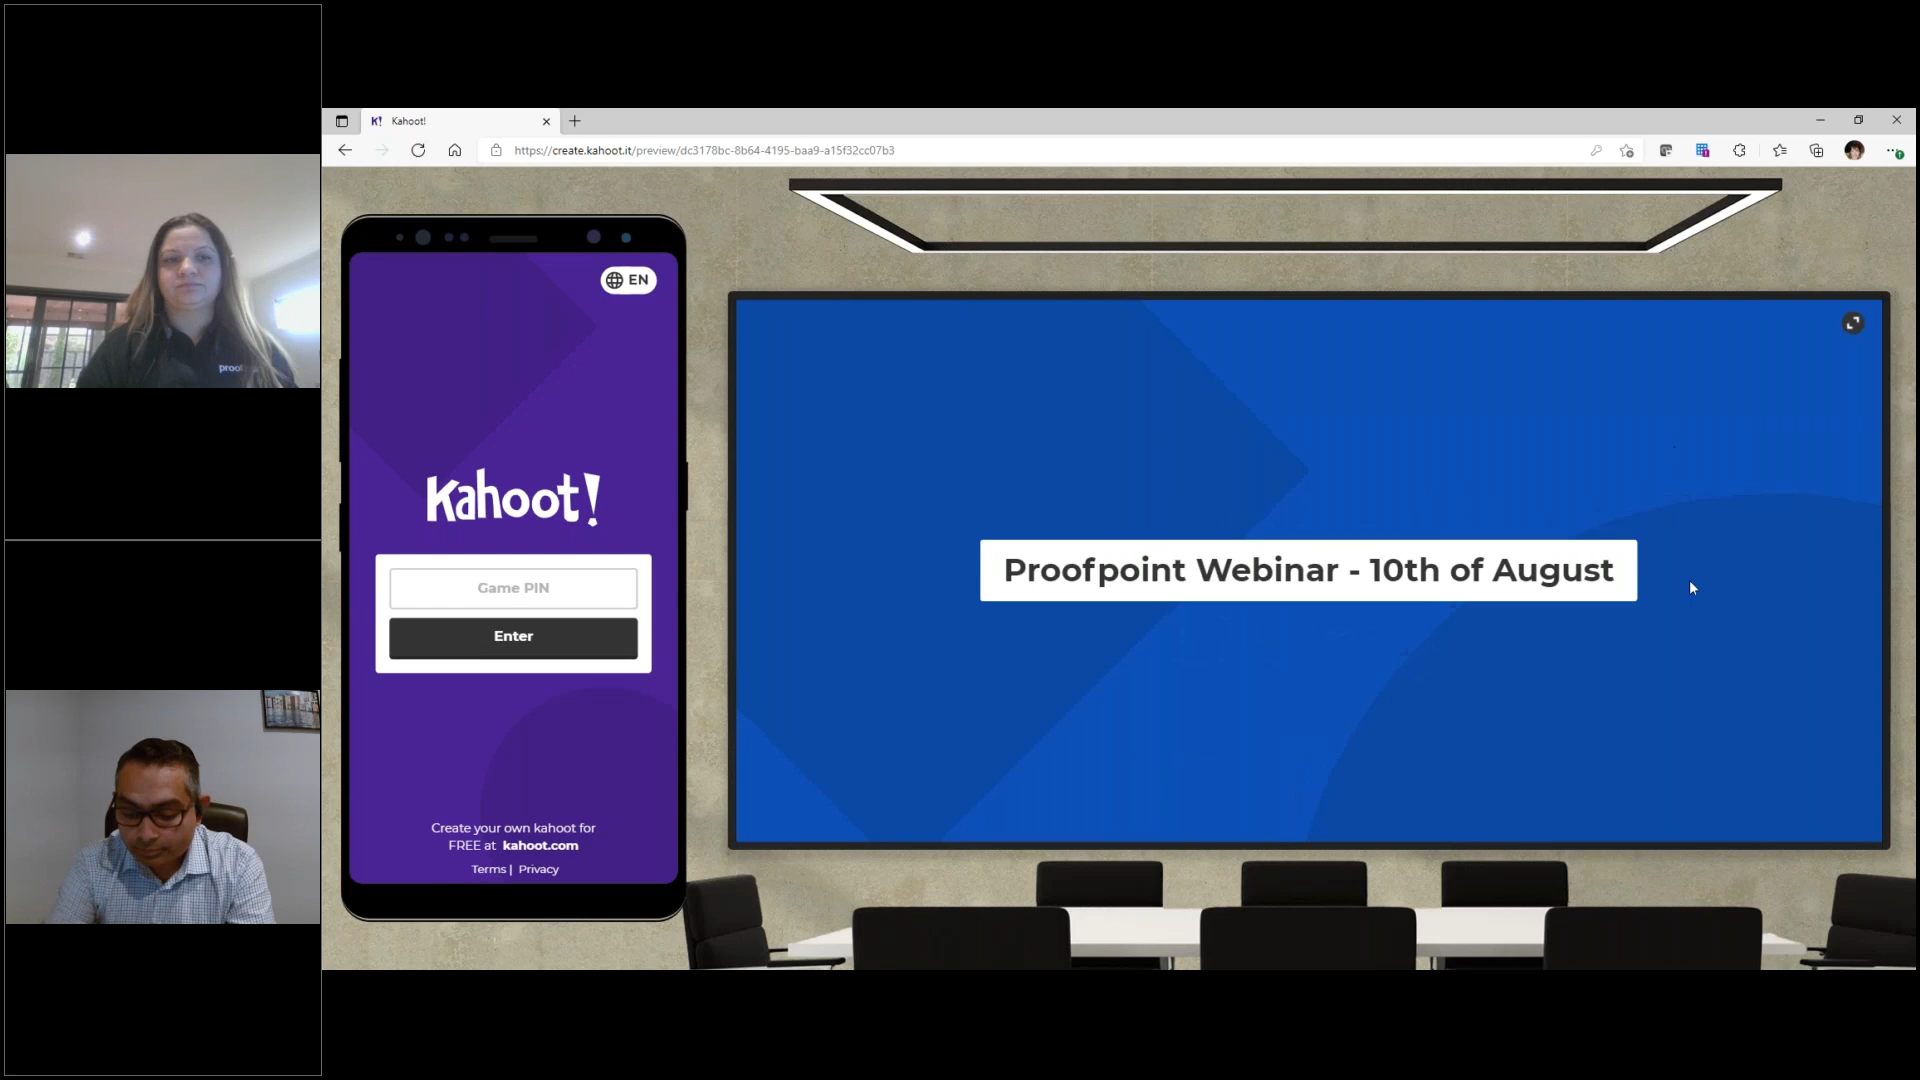 Kahoot!
https://create.kahoot.it/preview/dc3178bc-8b64-4195-baa9-a15f32cc07b3
EN
Kahoot!
Game PIN
Enter
Create your own kahoot for
FREE at kahoot.com
Terms | Privacy
Proofpoint Webinar - 10th of August